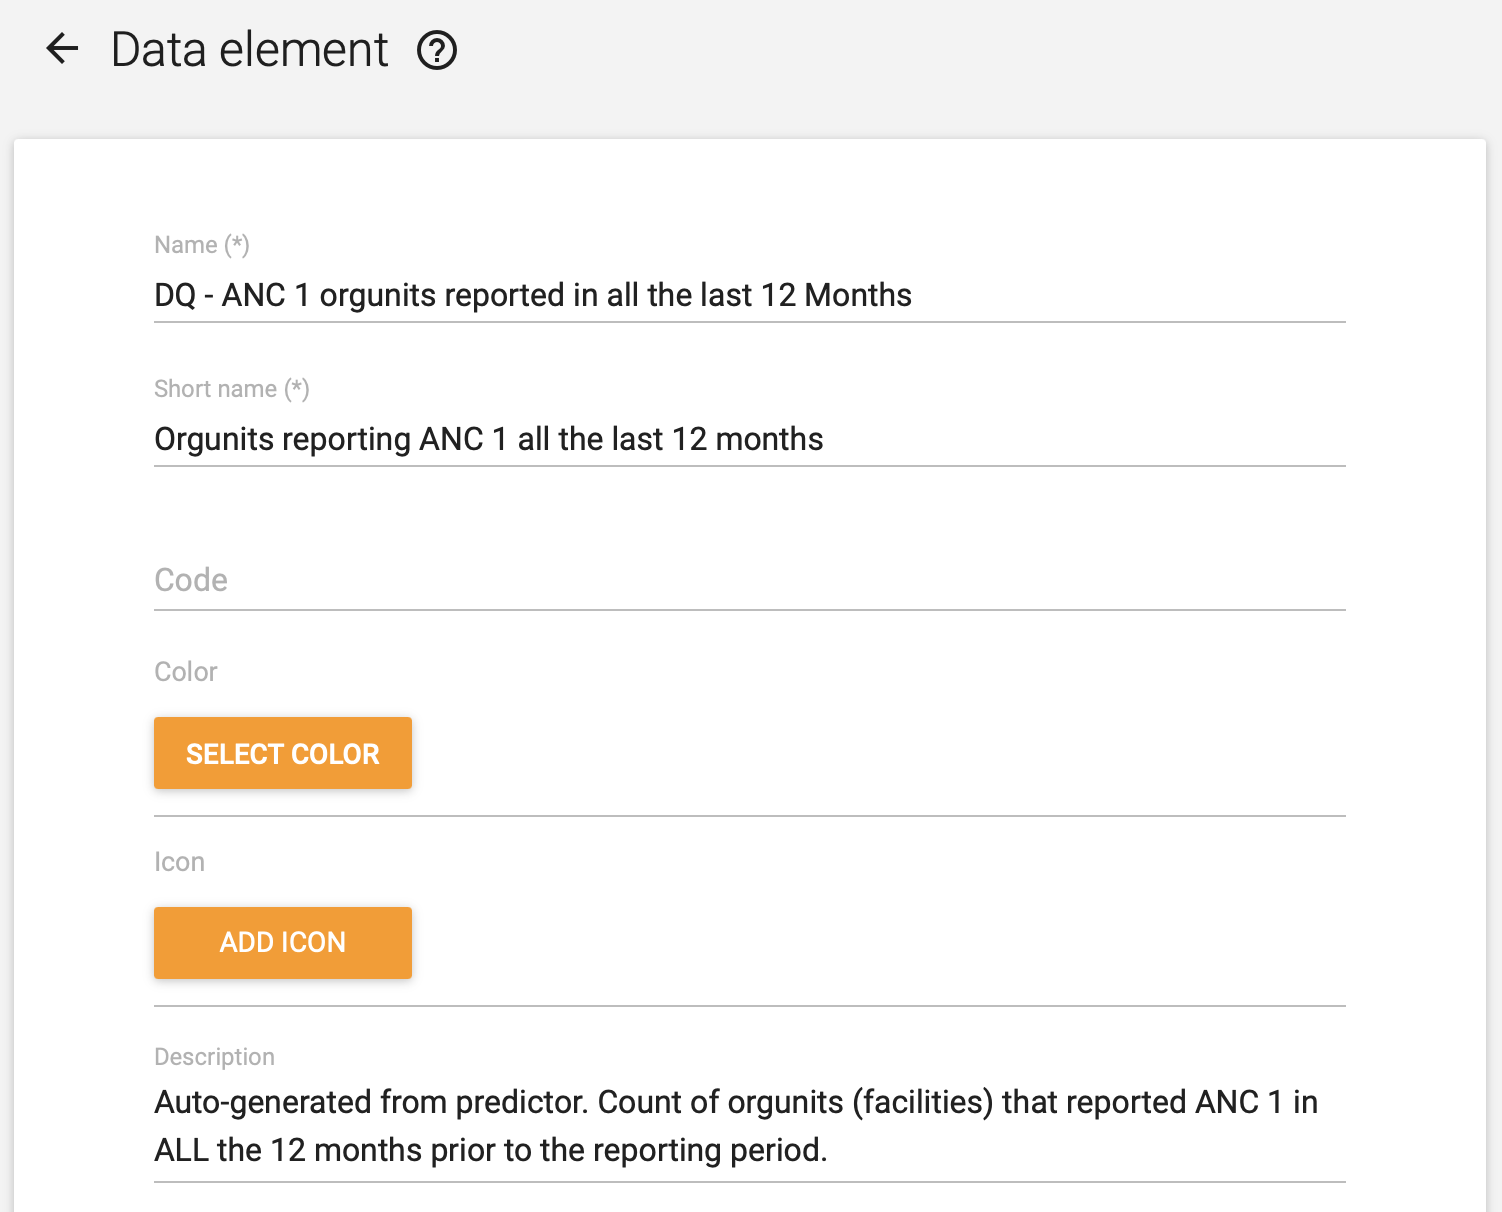 Data element
Name (*)
DQ - ANC 1 orgunits reported in all the last 12 Months
Short name (*)
Orgunits reporting ANC 1 all the last 12 months
Code
Color
SELECT COLOR
Icon
ADD ICON
Description
Auto-generated from predictor. Count of orgunits (facilities) that reported ANC 1 in
ALL the 12 months prior to the reporting period.